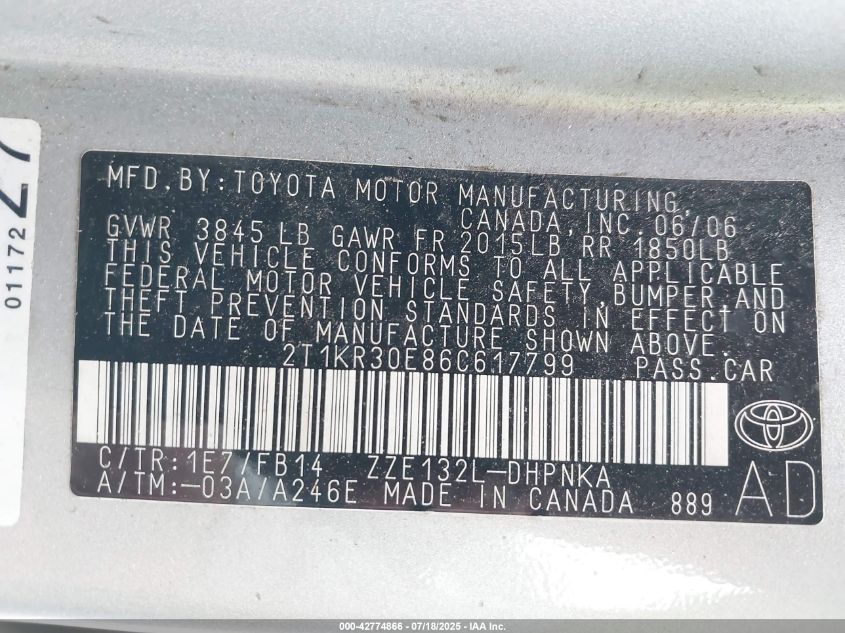 MFD.BY:TOYOTA MOTOR MANUFACTURING,
CANADA, INC. 06/06
GVWR 3845 LB GAWR FR 2015LB RR 1850LB
THIS VEHICLE CONFORMS TO ALL APPLICABLE
FEDERAL MOTOR VEHICLE SAFETY,BUMPER,AND
THEFT PREVENTION STANDARDS IN EFFECT ON
THE DATE OF MANUFACTURE SHOWN ABOVE.
2T1KR30E86C617799 PASS.CAR
C/TR:1E7/FB14 ZZE132L-DHPNKA
A/TM:-03A/A246E MADE IN CANADA 889
AD
01172
27
000-42774866 - 07/18/2025 - IAA Inc.